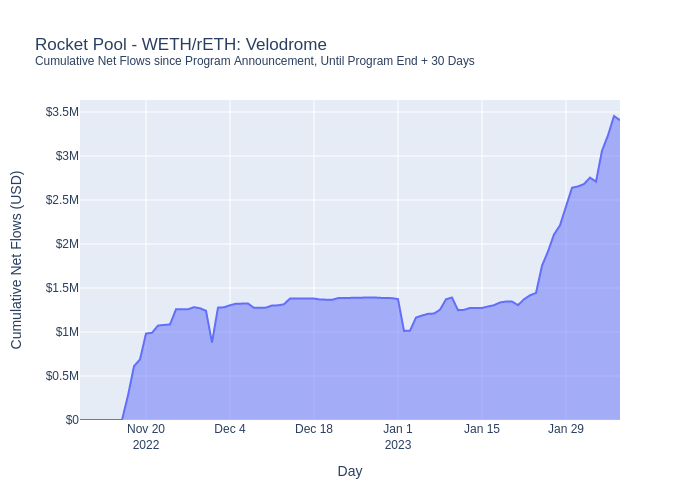 Rocket Pool - WETH/rETH: Velodrome
Cumulative Net Flows since Program Announcement, Until Program End + 30 Days
Cumulative Net Flows (USD)
$3.5M
$3M
$2.5M
$2M
$1.5M
$1M
$0.5M
$0
Nov 20 Dec 4 Dec 18 Jan 1 Jan 15 Jan 29
2022 2023
Day